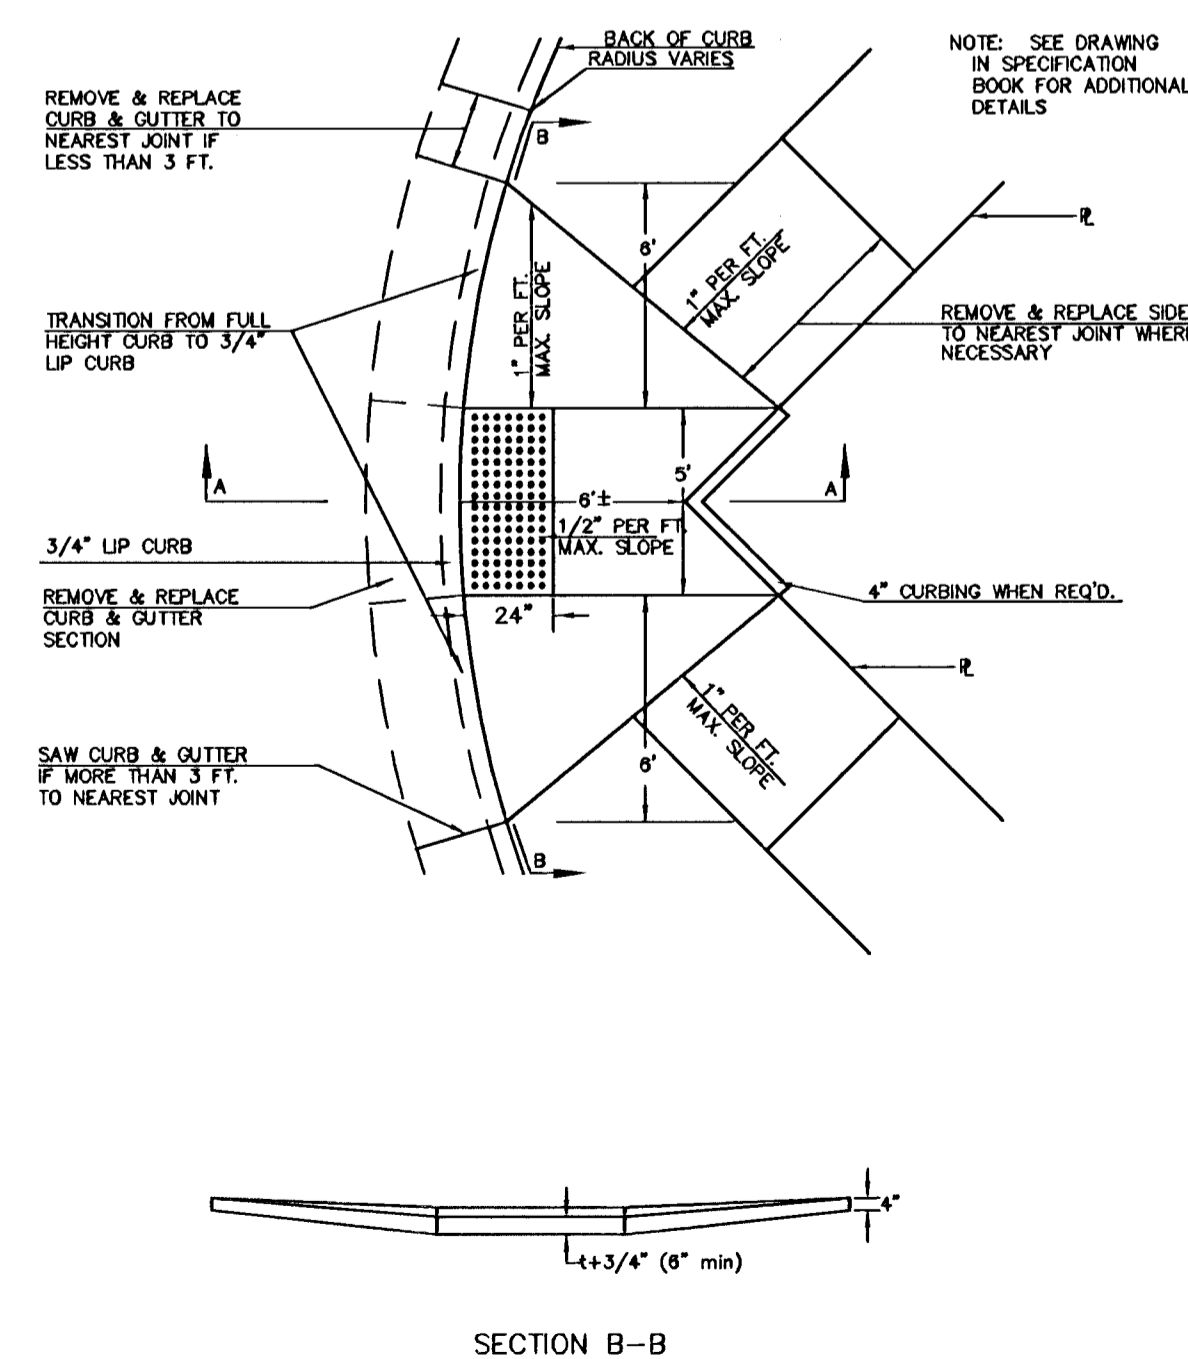 BACK OF CURB
RADIUS VARIES
NOTE: SEE DRAWING
IN SPECIFICATION
BOOK FOR ADDITIONAL
DETAILS
REMOVE & REPLACE
CURB & GUTTER TO
NEAREST JOINT IF
LESS THAN 3 FT.
B
6'
1" PER FT.
MAX. SLOPE
1" PER FT.
MAX. SLOPE
PL
TRANSITION FROM FULL
HEIGHT CURB TO 3/4"
LIP CURB
REMOVE & REPLACE SIDE
TO NEAREST JOINT WHERE
NECESSARY
A
A
5'
6'±
1/2" PER FT.
MAX. SLOPE
3/4" LIP CURB
REMOVE & REPLACE
CURB & GUTTER
SECTION
24"
4" CURBING WHEN REQ'D.
PL
1" PER FT.
MAX. SLOPE
6'
SAW CURB & GUTTER
IF MORE THAN 3 FT.
TO NEAREST JOINT
B
4"
t+3/4" (6" min)
SECTION B-B